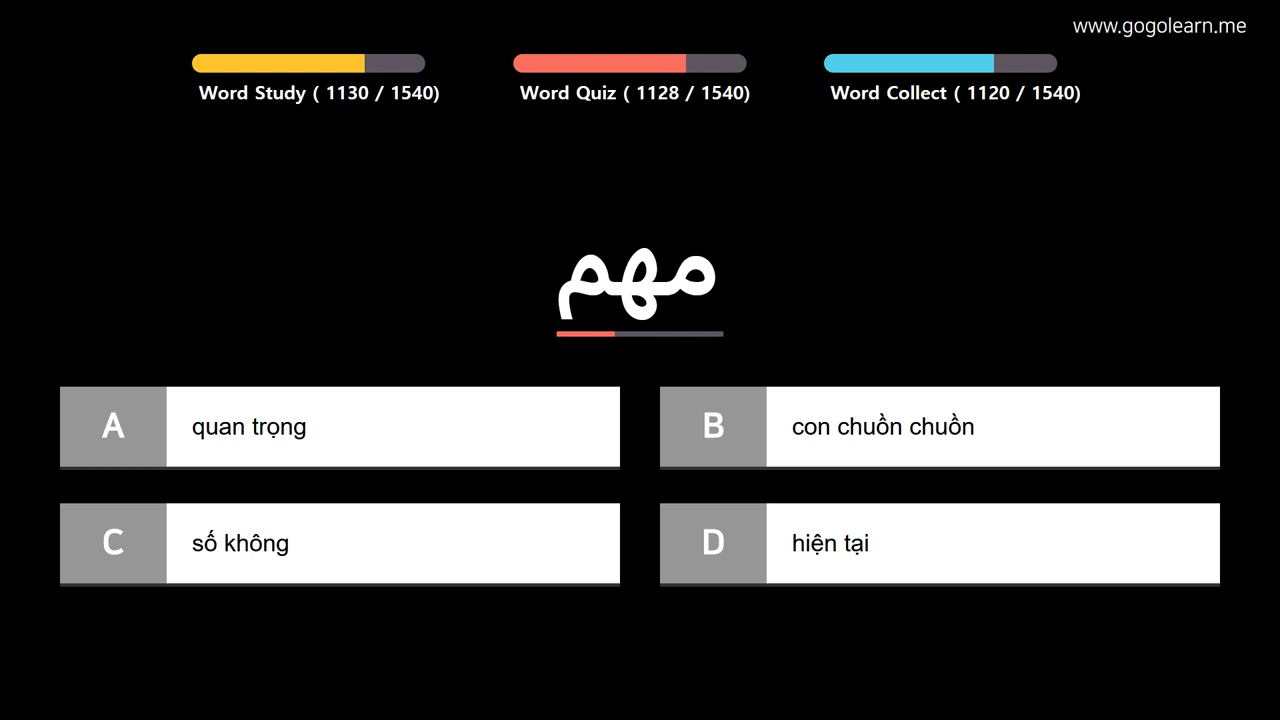 www.gogolearn.me
Word Study ( 1130 / 1540)
Word Quiz ( 1128 / 1540)
Word Collect ( 1120 / 1540)
مهم
A quan trọng
B con chuồn chuồn
C số không
D hiện tại